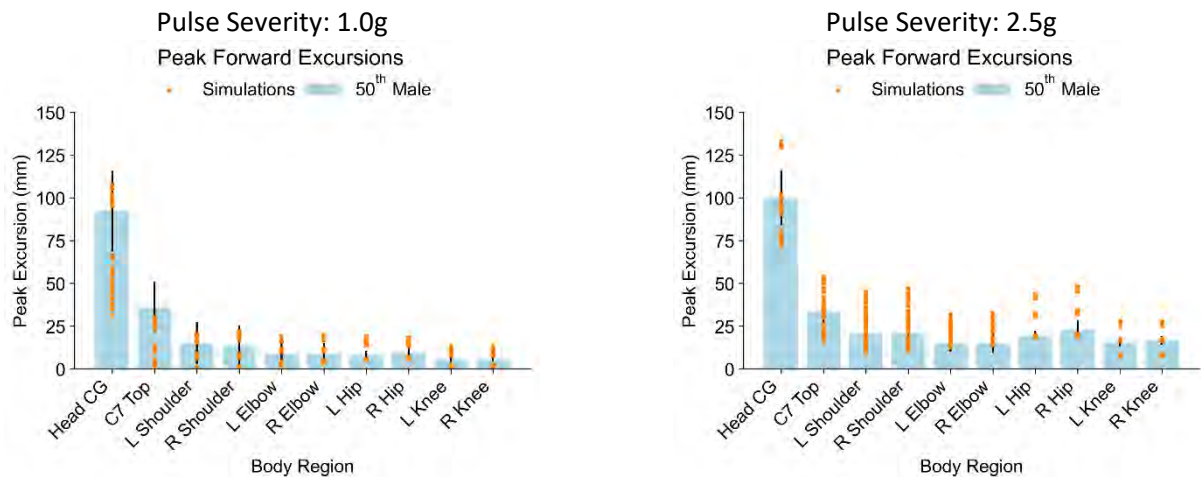 Pulse Severity: 1.0g
Peak Forward Excursions
Simulations 50th Male
Peak Excursion (mm)
150
125
100
75
50
25
0
Head CG
C7 Top
L Shoulder
R Shoulder
L Elbow
R Elbow
L Hip
R Hip
L Knee
R Knee
Body Region
Pulse Severity: 2.5g
Peak Forward Excursions
Simulations 50th Male
Peak Excursion (mm)
150
125
100
75
50
25
0
Head CG
C7 Top
L Shoulder
R Shoulder
L Elbow
R Elbow
L Hip
R Hip
L Knee
R Knee
Body Region